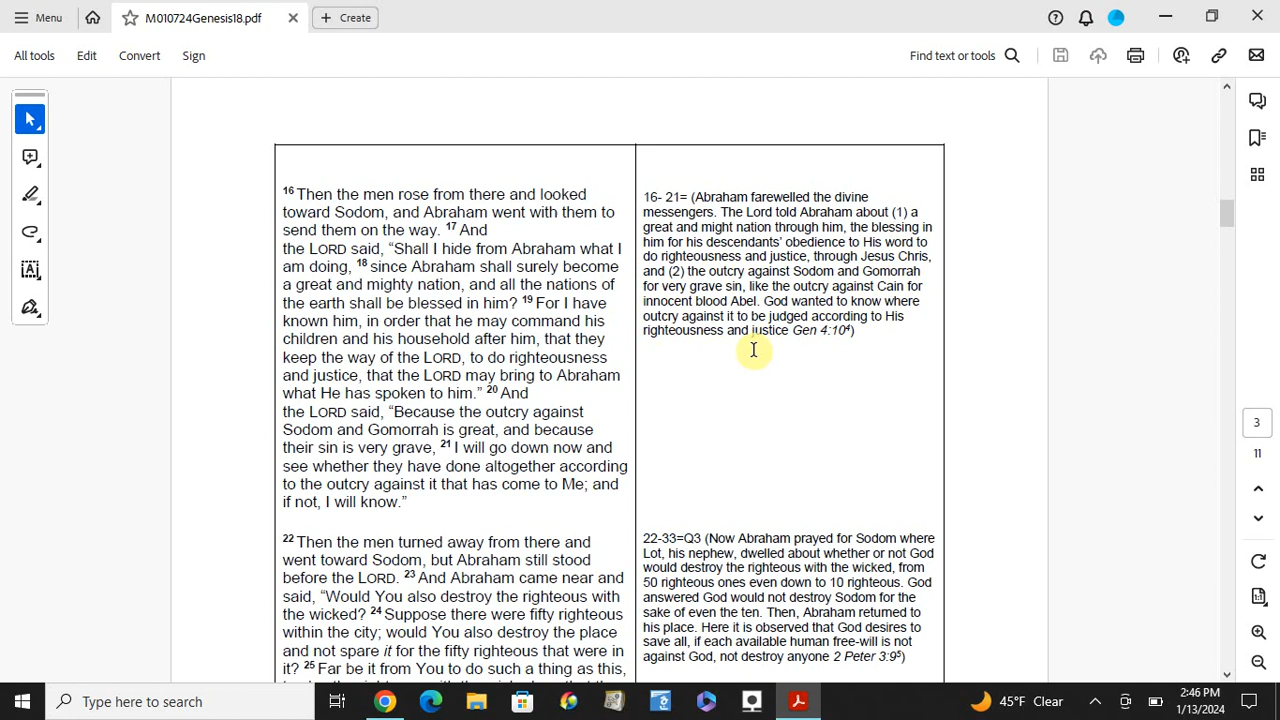 Menu
M010724Genesis18.pdf
Create
All tools
Edit
Convert
Sign
Find text or tools
16 Then the men rose from there and looked
toward Sodom, and Abraham went with them to
send them on the way. 17 And
the LORD said, “Shall I hide from Abraham what I
am doing, 18 since Abraham shall surely become
a great and mighty nation, and all the nations of
the earth shall be blessed in him? 19 For I have
known him, in order that he may command his
children and his household after him, that they
keep the way of the LORD, to do righteousness
and justice, that the LORD may bring to Abraham
what He has spoken to him.” 20 And
the LORD said, “Because the outcry against
Sodom and Gomorrah is great, and because
their sin is very grave, 21 I will go down now and
see whether they have done altogether according
to the outcry against it that has come to Me; and
if not, I will know.”
22 Then the men turned away from there and
went toward Sodom, but Abraham still stood
before the LORD. 23 And Abraham came near and
said, “Would You also destroy the righteous with
the wicked? 24 Suppose there were fifty righteous
within the city; would You also destroy the place
and not spare it for the fifty righteous that were in
it? 25 Far be it from You to do such a thing as this,
16- 21= (Abraham farewelled the divine
messengers. The Lord told Abraham about (1) a
great and might nation through him, the blessing in
him for his descendants’ obedience to His word to
do righteousness and justice, through Jesus Chris,
and (2) the outcry against Sodom and Gomorrah
for very grave sin, like the outcry against Cain for
innocent blood Abel. God wanted to know where
outcry against it to be judged according to His
righteousness and justice Gen 4:10⁴)
22-33=Q3 (Now Abraham prayed for Sodom where
Lot, his nephew, dwelled about whether or not God
would destroy the righteous with the wicked, from
50 righteous ones even down to 10 righteous. God
answered God would not destroy Sodom for the
sake of even the ten. Then, Abraham returned to
his place. Here it is observed that God desires to
save all, if each available human free-will is not
against God, not destroy anyone 2 Peter 3:9⁵)
3
11
1:1
Type here to search
45°F Clear
2:46 PM
1/13/2024